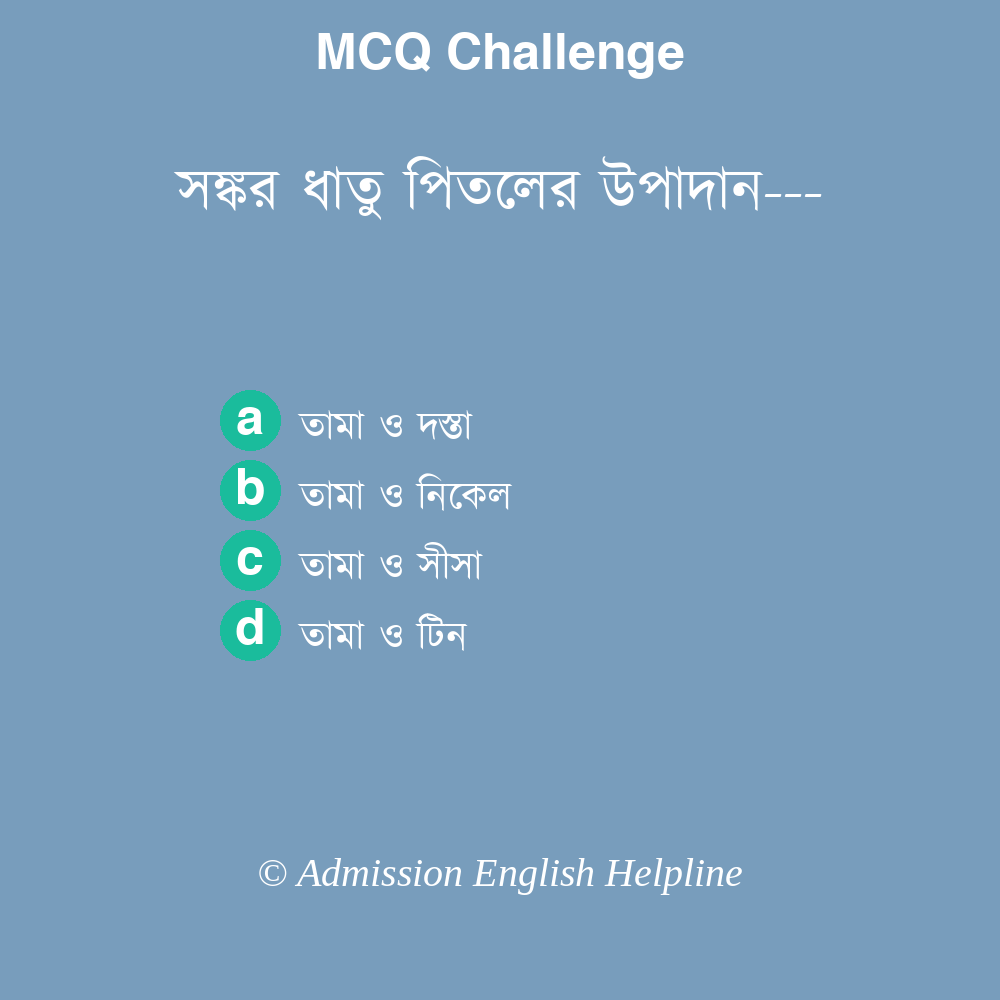 MCQ Challenge
সঙ্কর ধাতু পিতলের উপাদান---
a তামা ও দস্তা
b তামা ও নিকেল
c তামা ও সীসা
d তামা ও টিন
© Admission English Helpline